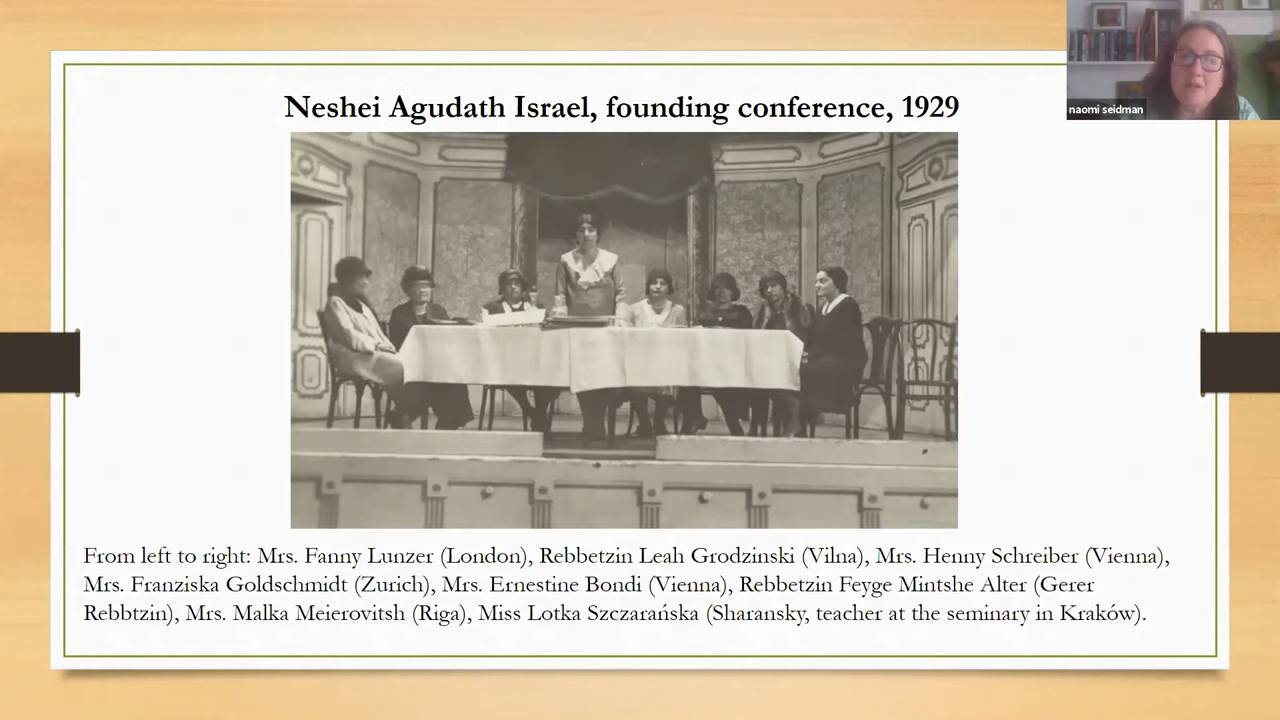 Neshei Agudath Israel, founding conference, 1929
naomi seidman
From left to right: Mrs. Fanny Lunzer (London), Rebbetzin Leah Grodzinski (Vilna), Mrs. Henny Schreiber (Vienna),
Mrs. Franziska Goldschmidt (Zurich), Mrs. Ernestine Bondi (Vienna), Rebbetzin Feyge Mintshe Alter (Gerer
Rebbtzin), Mrs. Malka Meierovitsh (Riga), Miss Lotka Szczarańska (Sharansky, teacher at the seminary in Kraków).